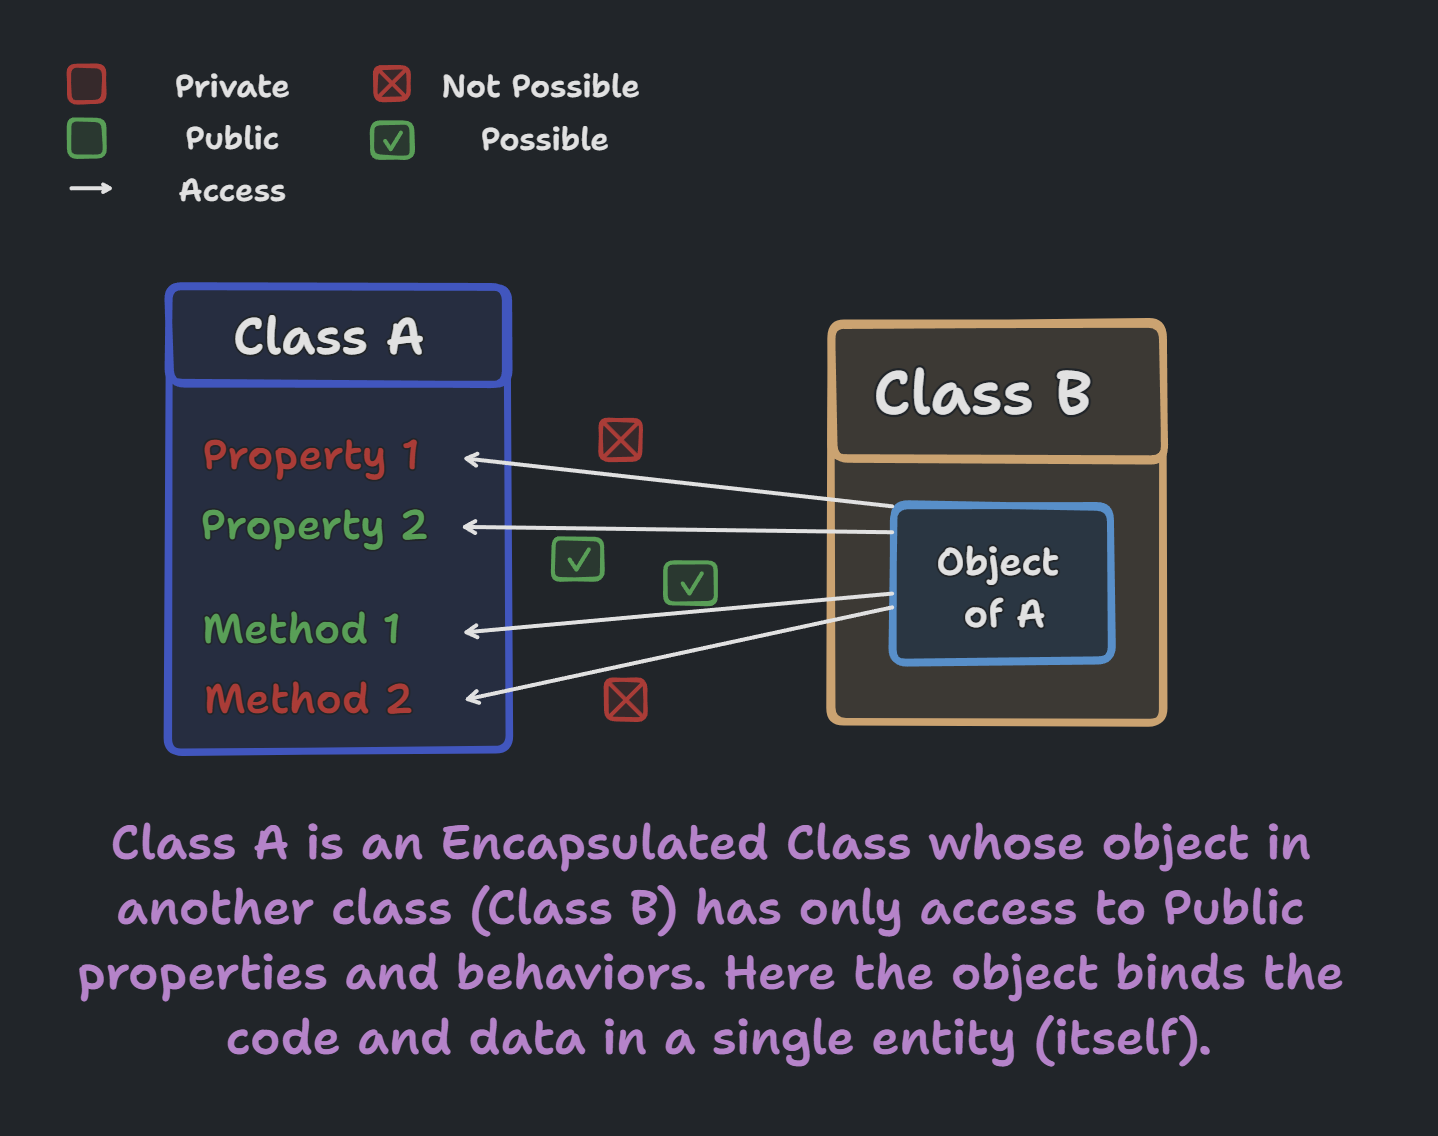 Private
Not Possible
Public
Possible
Access
Class A
Class B
Property 1
Property 2
Object
of A
Method 1
Method 2
Class A is an Encapsulated Class whose object in
another class (Class B) has only access to Public
properties and behaviors. Here the object binds the
code and data in a single entity (itself).